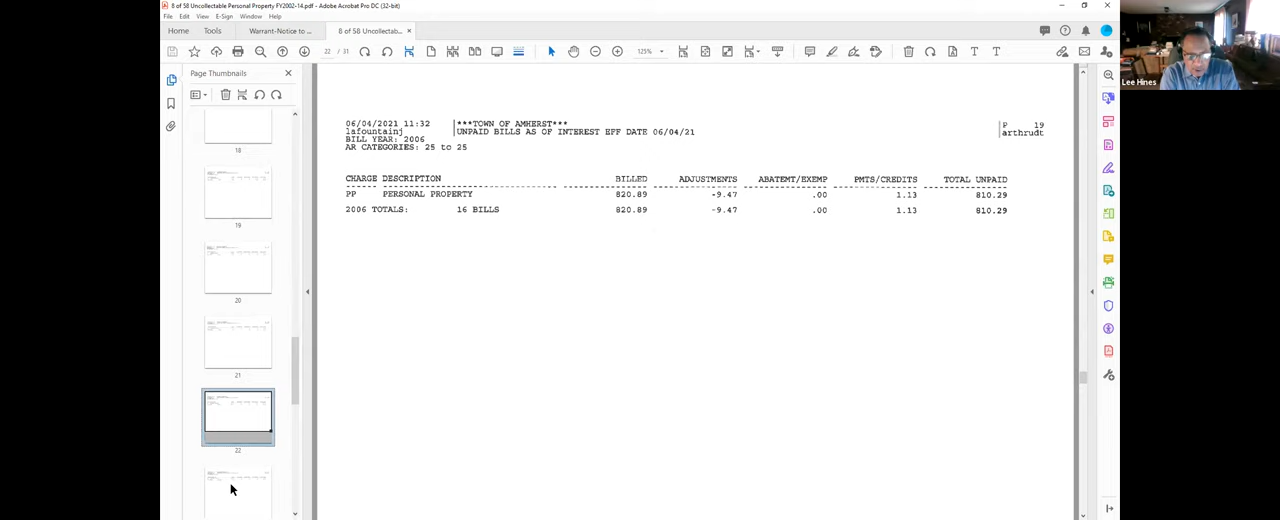 8 of 58 Uncollectable Personal Property FY2002-14.pdf - Adobe Acrobat Pro DC (32-bit)
File Edit View E-Sign Window Help
Home Tools Warrant-Notice to ... 8 of 58 Uncollectab... ×
22 / 31 125%
Page Thumbnails
Lee Hines
06/04/2021 11:32 ***TOWN OF AMHERST*** P 19
lafountainj UNPAID BILLS AS OF INTEREST EFF DATE 06/04/21 arthrudt
BILL YEAR: 2006
AR CATEGORIES: 25 to 25
CHARGE DESCRIPTION BILLED ADJUSTMENTS ABATEMT/EXEMP PMTS/CREDITS TOTAL UNPAID
PP PERSONAL PROPERTY 820.89 -9.47 .00 1.13 810.29
2006 TOTALS: 16 BILLS 820.89 -9.47 .00 1.13 810.29
18
19
20
21
22